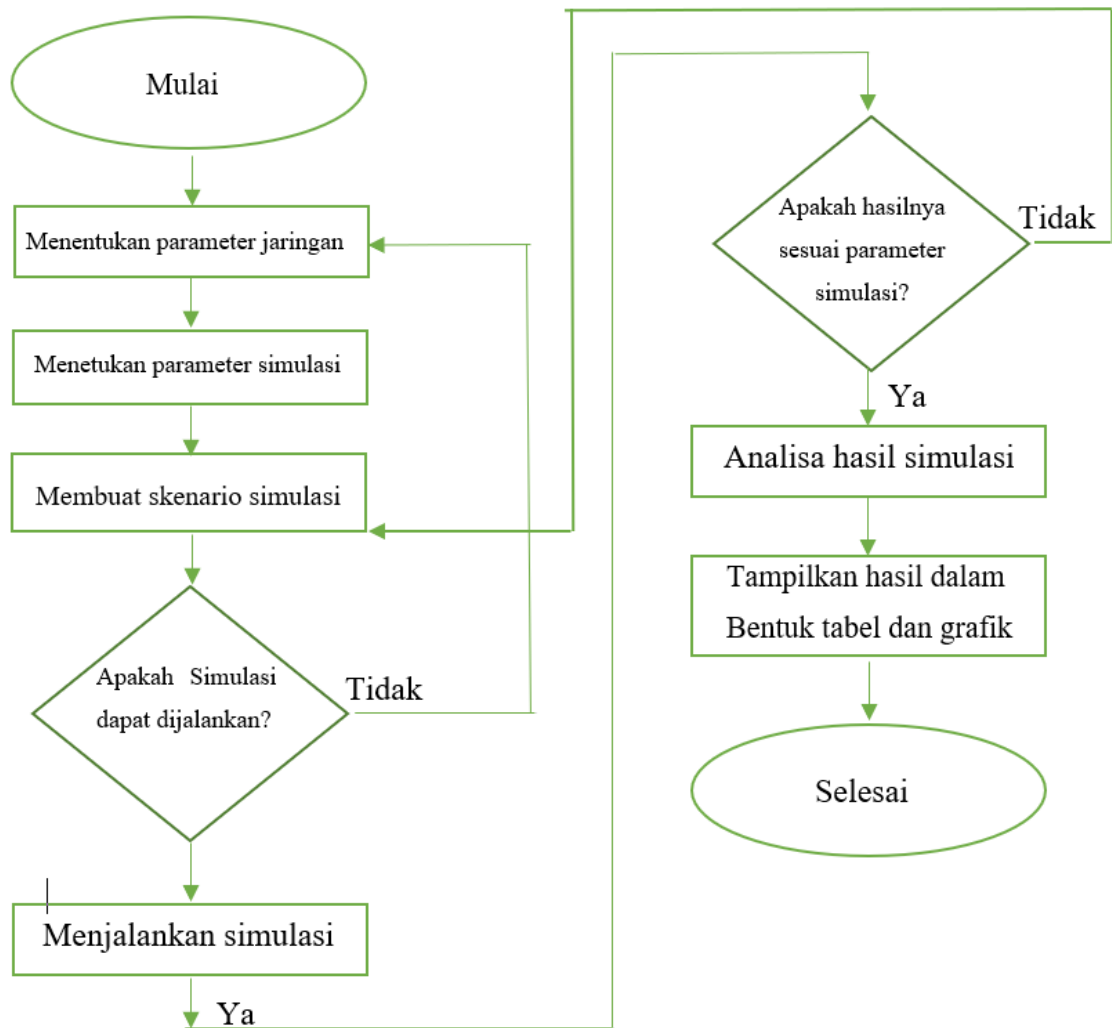 Mulai
Menentukan parameter jaringan
Menetukan parameter simulasi
Membuat skenario simulasi
Apakah Simulasi
dapat dijalankan?
Tidak
Menjalankan simulasi
Ya
Apakah hasilnya
sesuai parameter
simulasi?
Tidak
Ya
Analisa hasil simulasi
Tampilkan hasil dalam
Bentuk tabel dan grafik
Selesai